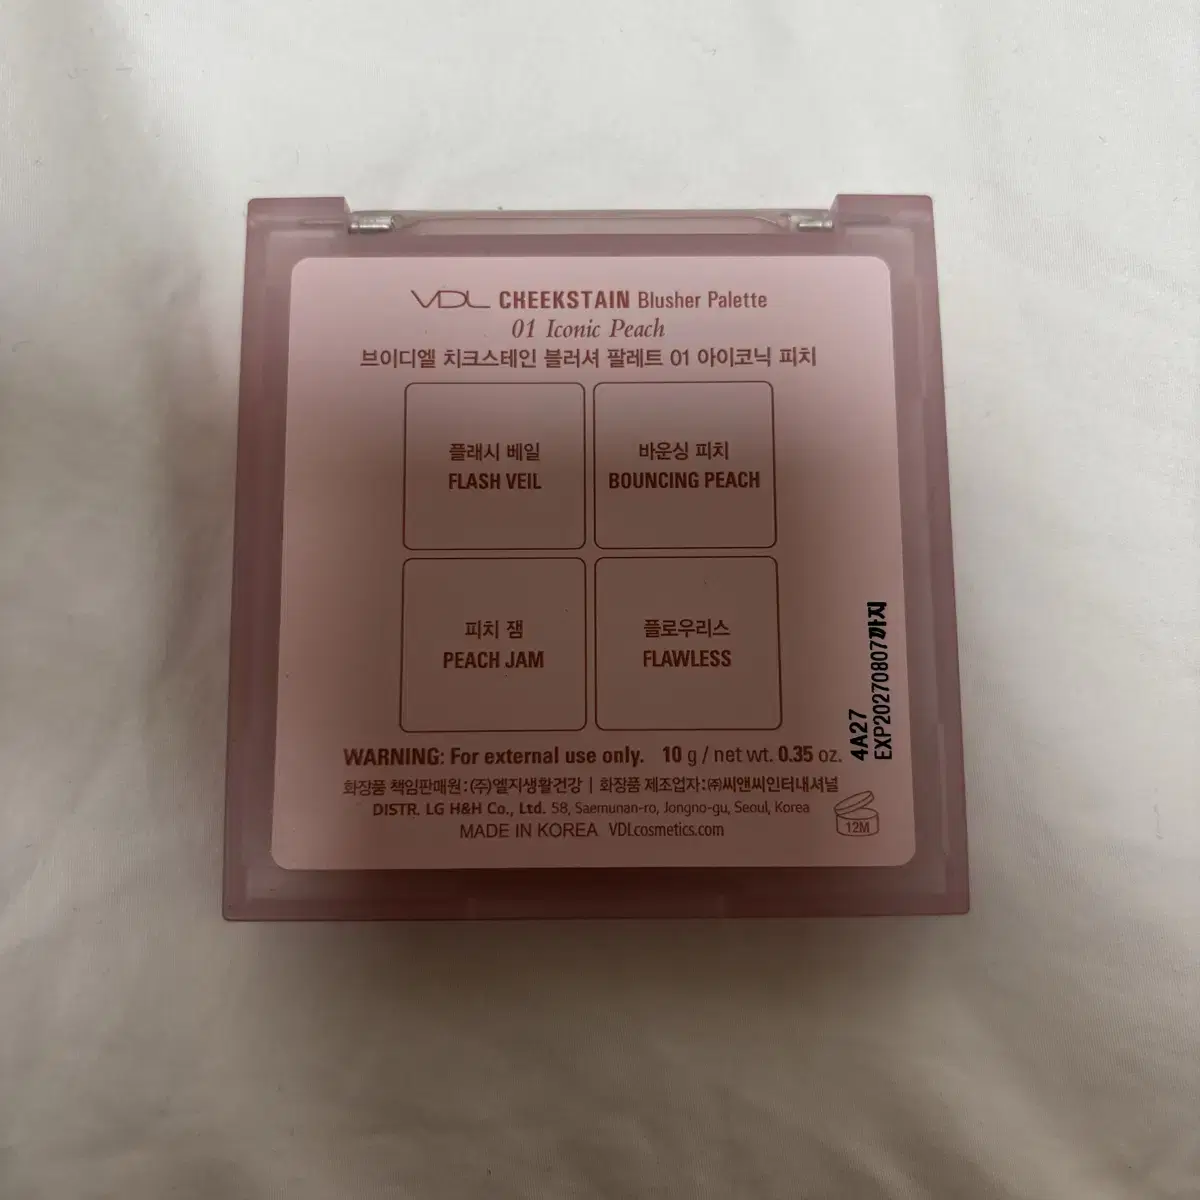 VDL CHEEKSTAIN Blusher Palette
01 Iconic Peach
브이디엘 치크스테인 블러셔 팔레트 01 아이코닉 피치
플래시 베일
FLASH VEIL
바운싱 피치
BOUNCING PEACH
피치 잼
PEACH JAM
플로우리스
FLAWLESS
WARNING: For external use only. 10 g / net wt. 0.35 oz.
화장품 책임판매원:(주)엘지생활건강 | 화장품 제조업자:㈜씨앤씨인터내셔널
DISTR. LG H&H Co., Ltd. 58, Saemunan-ro, Jongno-gu, Seoul, Korea
MADE IN KOREA VDLcosmetics.com
12M
4A27
EXP20270807까지